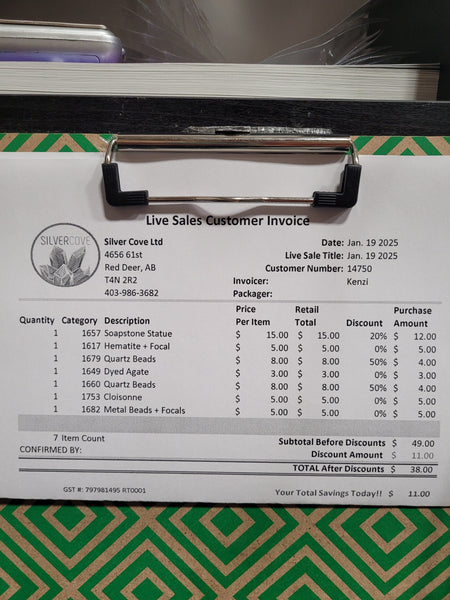 Live Sales Customer Invoice
SILVERCOVE
Silver Cove Ltd
4656 61st
Red Deer, AB
T4N 2R2
403-986-3682
Date: Jan. 19 2025
Live Sale Title: Jan. 19 2025
Customer Number: 14750
Invoicer: Kenzi
Packager:
Quantity Category Description Price Per Item Retail Total Discount Purchase Amount
1 1657 Soapstone Statue $ 15.00 $ 15.00 20% $ 12.00
1 1617 Hematite + Focal $ 5.00 $ 5.00 0% $ 5.00
1 1679 Quartz Beads $ 8.00 $ 8.00 50% $ 4.00
1 1649 Dyed Agate $ 3.00 $ 3.00 0% $ 3.00
1 1660 Quartz Beads $ 8.00 $ 8.00 50% $ 4.00
1 1753 Cloisonne $ 5.00 $ 5.00 0% $ 5.00
1 1682 Metal Beads + Focals $ 5.00 $ 5.00 0% $ 5.00
7 Item Count Subtotal Before Discounts $ 49.00
CONFIRMED BY: Discount Amount $ 11.00
TOTAL After Discounts $ 38.00
GST #: 797981495 RT0001 Your Total Savings Today!! $ 11.00